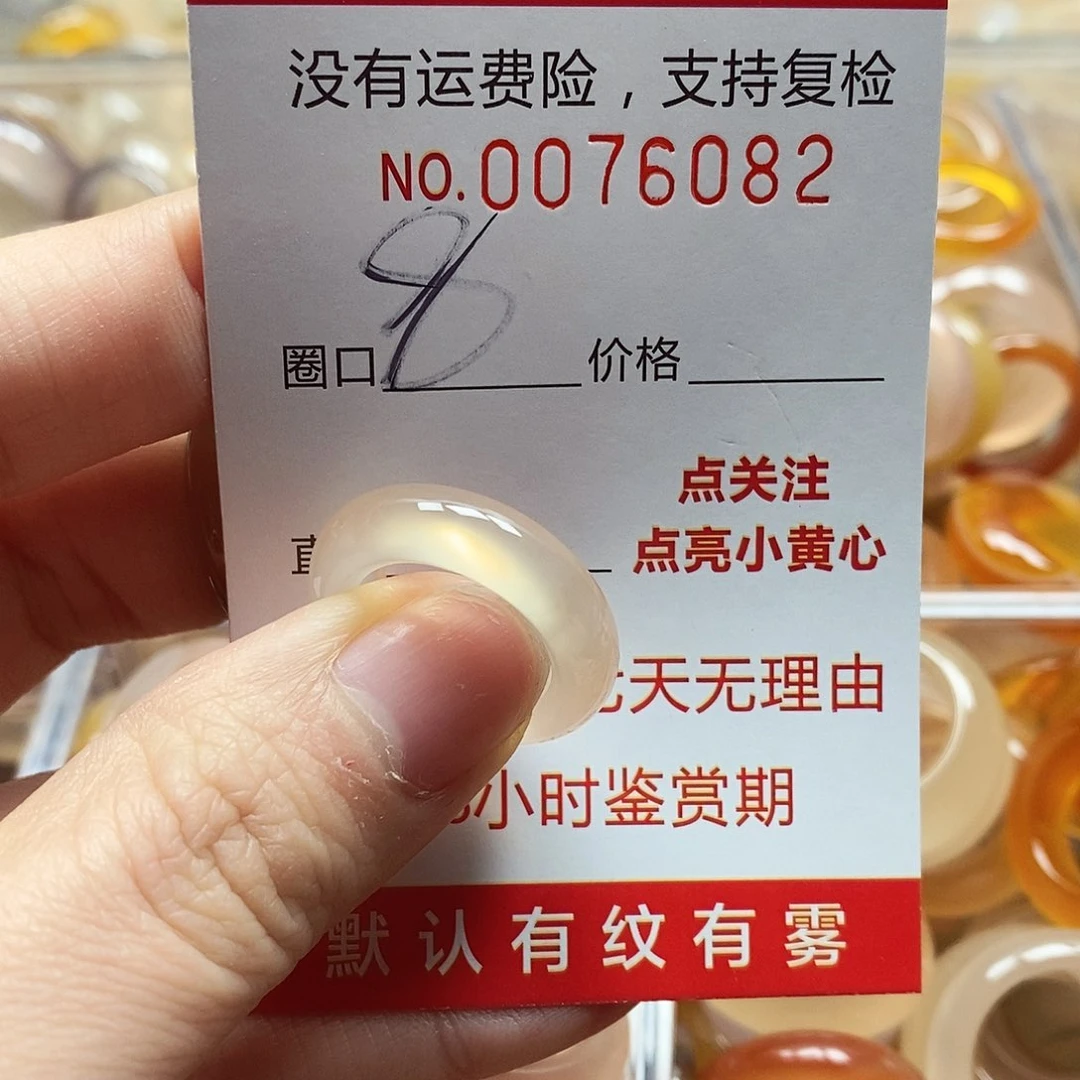 没有运费险，支持复检
NO.0076082
圈口 8 价格
点关注
点亮小黄心
天无理由
小时鉴赏期
默认有纹有雾